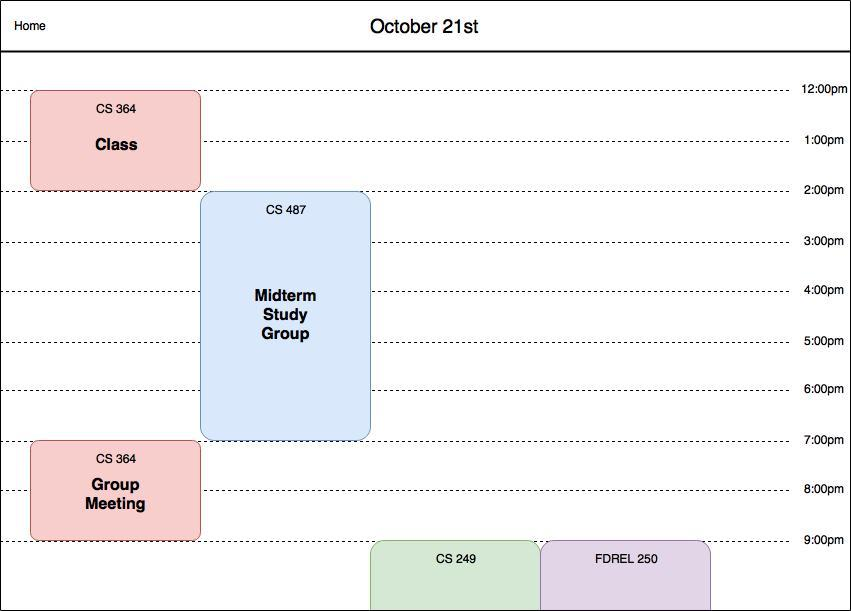 Home
October 21st
12:00pm
CS 364
Class
1:00pm
2:00pm
CS 487
3:00pm
4:00pm
Midterm
Study
Group
5:00pm
6:00pm
7:00pm
CS 364
Group
Meeting
8:00pm
9:00pm
CS 249
FDREL 250